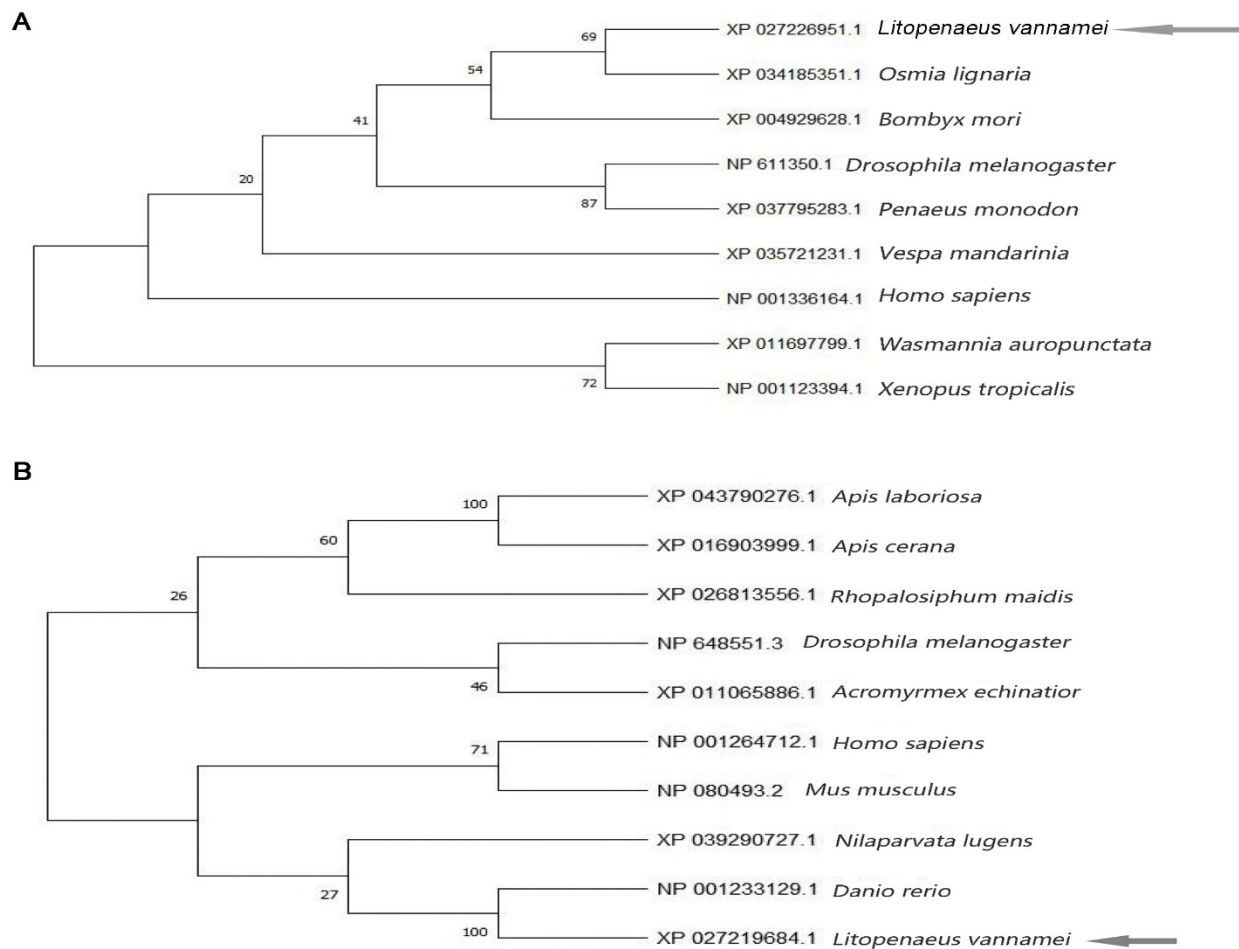 A
XP 027226951.1 Litopenaeus vannamei
69
XP 034185351.1 Osmia lignaria
54
XP 004929628.1 Bombyx mori
41
NP 611350.1 Drosophila melanogaster
20
87
XP 037795283.1 Penaeus monodon
XP 035721231.1 Vespa mandarinia
NP 001336164.1 Homo sapiens
XP 011697799.1 Wasmannia auropunctata
72
NP 001123394.1 Xenopus tropicalis
B
XP 043790276.1 Apis laboriosa
100
60
XP 016903999.1 Apis cerana
26
XP 026813556.1 Rhopalosiphum maidis
NP 648551.3 Drosophila melanogaster
46
XP 011065886.1 Acromyrmex echinatior
NP 001264712.1 Homo sapiens
71
NP 080493.2 Mus musculus
XP 039290727.1 Nilaparvata lugens
27
NP 001233129.1 Danio rerio
100
XP 027219684.1 Litopenaeus vannamei